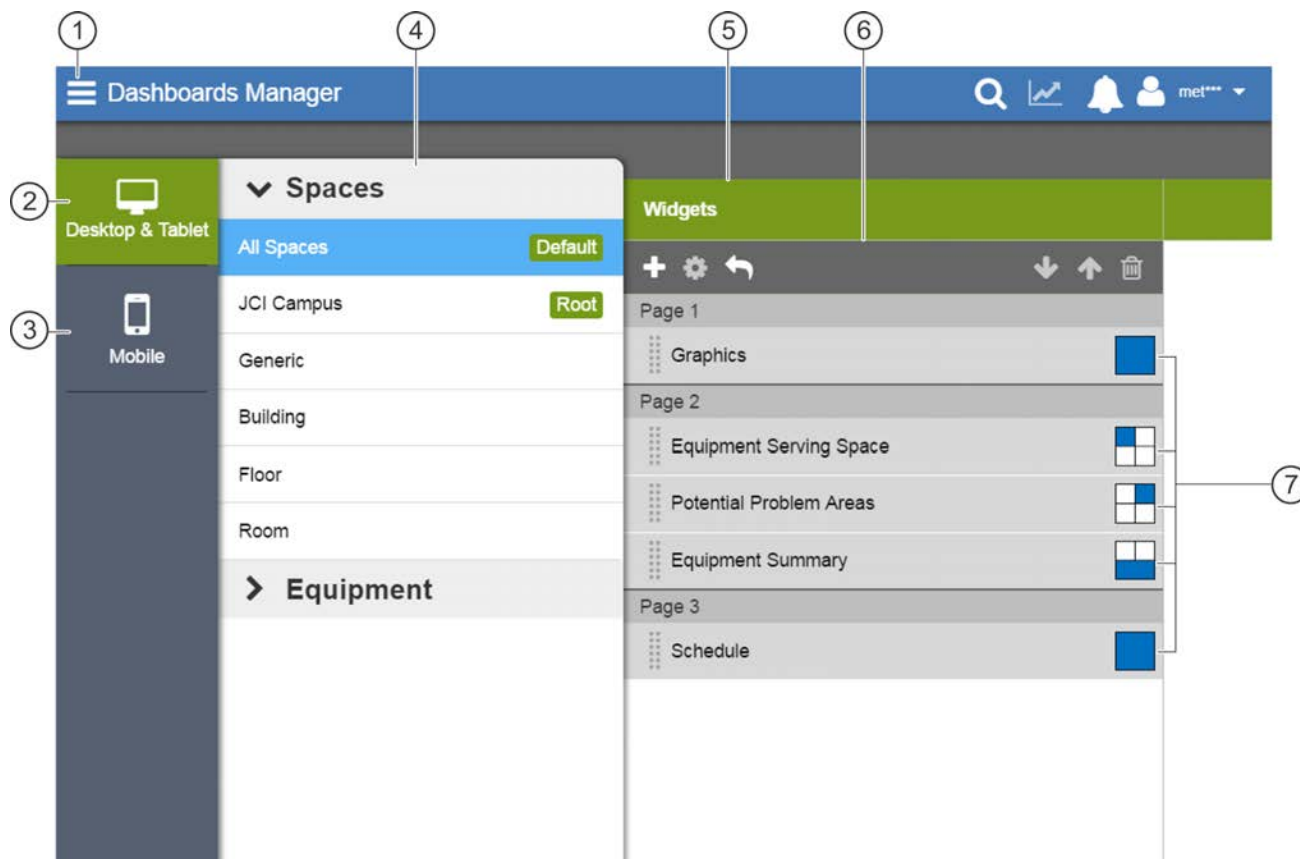 1 4 5 6
Dashboards Manager met***
2 Desktop & Tablet
3 Mobile
Spaces
All Spaces Default
JCI Campus Root
Generic
Building
Floor
Room
Equipment
Widgets
Page 1
Graphics
Page 2
Equipment Serving Space
Potential Problem Areas
Equipment Summary
Page 3
Schedule
7